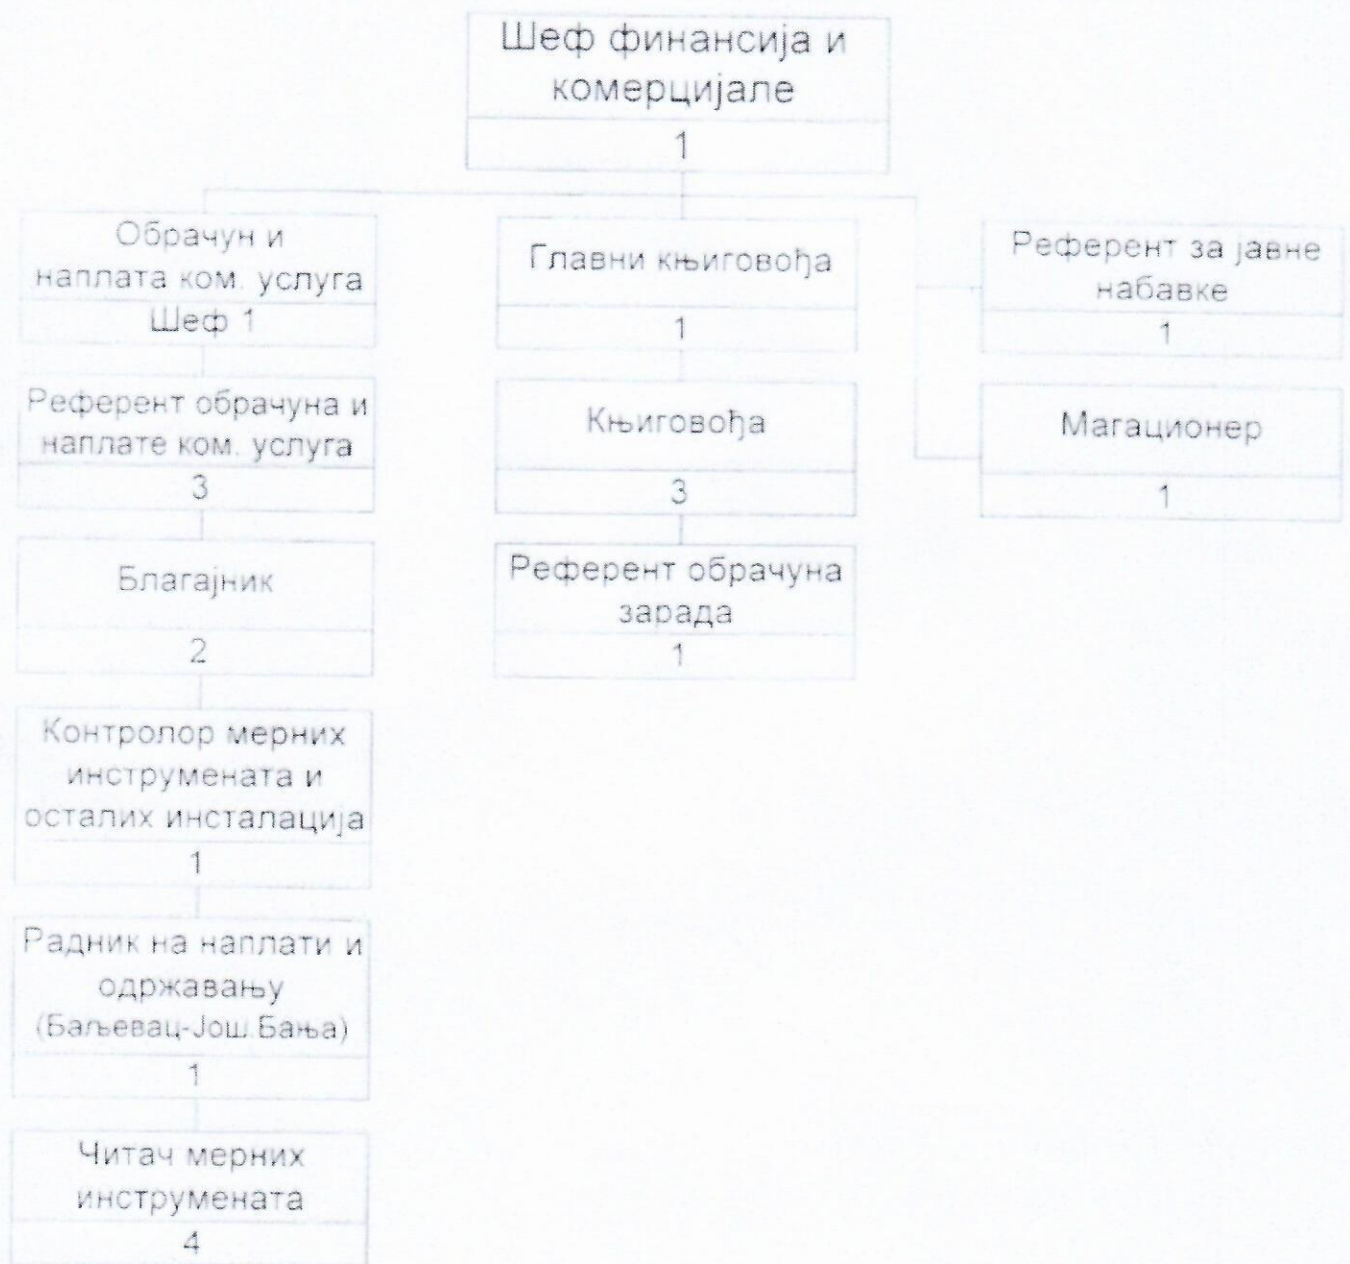 Шеф финансија и
комерцијале
1
Обрачун и
наплата ком. услуга
Шеф 1
Референт обрачуна и
наплате ком. услуга
3
Благајник
2
Контролор мерних
инструмената и
осталих инсталација
1
Радник на наплати и
одржавању
(Баљевац-Још.Бања)
1
Читач мерних
инструмената
4
Главни књиговођа
1
Књиговођа
3
Референт обрачуна
зарада
1
Референт за јавне
набавке
1
Магационер
1